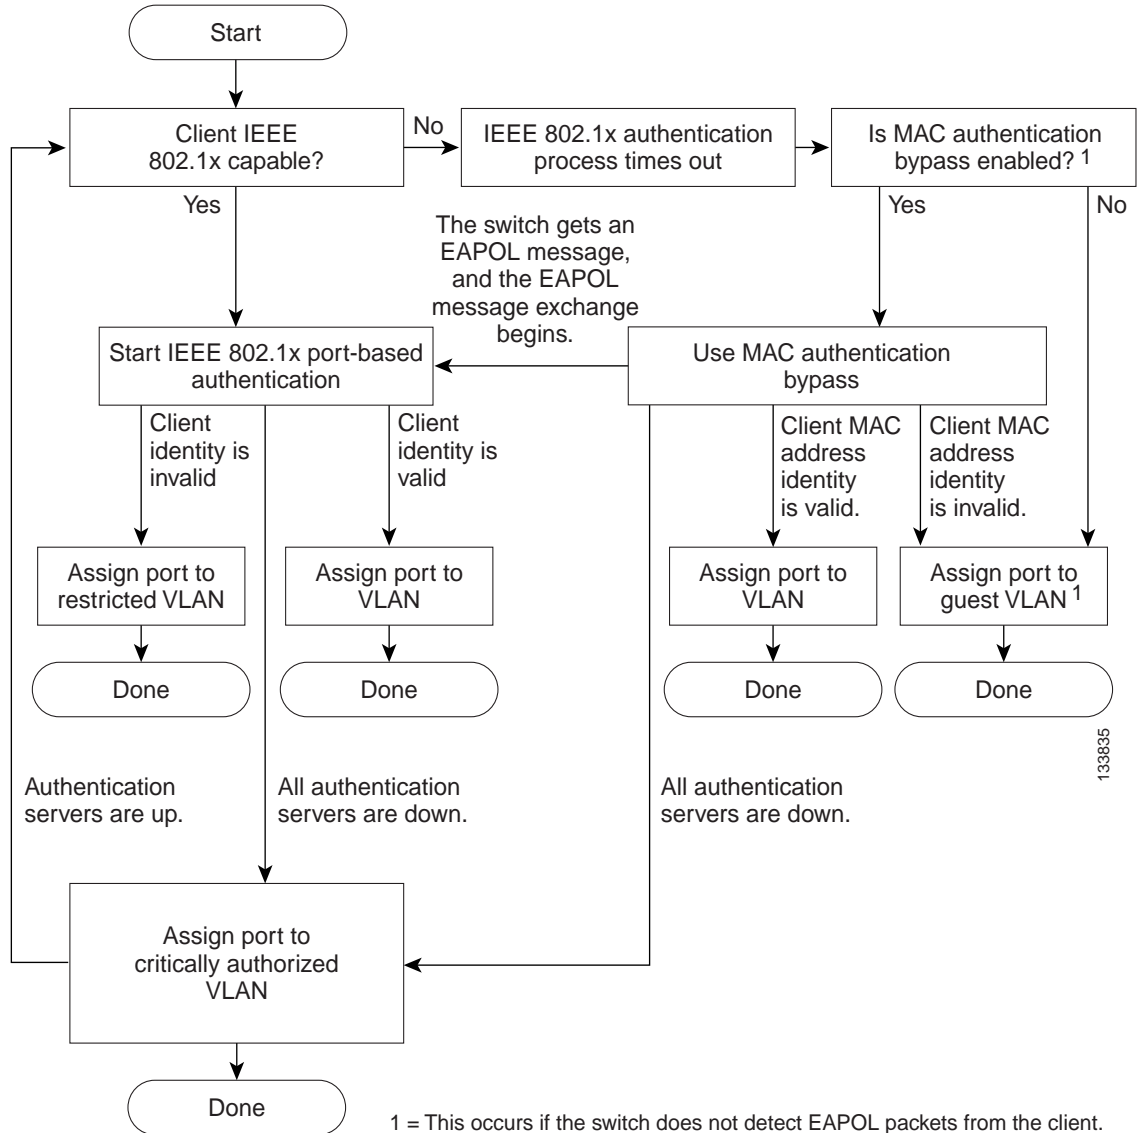 Start
Client IEEE
802.1x capable?
No
IEEE 802.1x authentication
process times out
Is MAC authentication
bypass enabled? 1
Yes
The switch gets an
EAPOL message,
and the EAPOL
message exchange
begins.
Yes
No
Start IEEE 802.1x port-based
authentication
Use MAC authentication
bypass
Client
identity is
invalid
Client
identity is
valid
Client MAC
address
identity
is valid.
Client MAC
address
identity
is invalid.
Assign port to
restricted VLAN
Assign port to
VLAN
Assign port to
VLAN
Assign port to
guest VLAN 1
Done
Done
Done
Done
133835
Authentication
servers are up.
All authentication
servers are down.
All authentication
servers are down.
Assign port to
critically authorized
VLAN
Done
1 = This occurs if the switch does not detect EAPOL packets from the client.